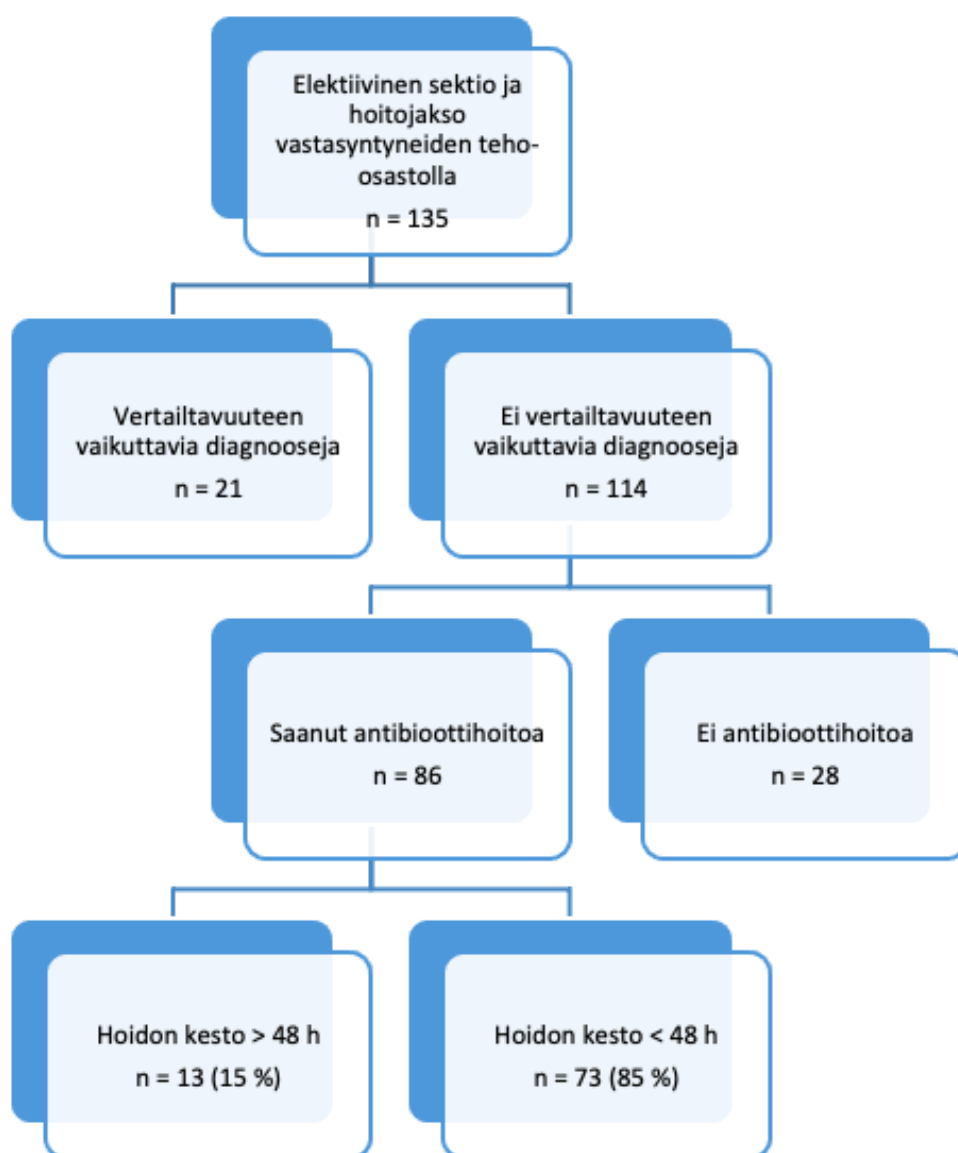 Elektiivinen sektio ja
hoitojakso
vastasyntyneiden teho-
osastolla
n = 135
Vertailtavuuteen
vaikuttavia diagnooseja
n = 21
Ei vertailtavuuteen
vaikuttavia diagnooseja
n = 114
Saanut antibioottihoitoa
n = 86
Ei antibioottihoitoa
n = 28
Hoidon kesto > 48 h
n = 13 (15 %)
Hoidon kesto < 48 h
n = 73 (85 %)